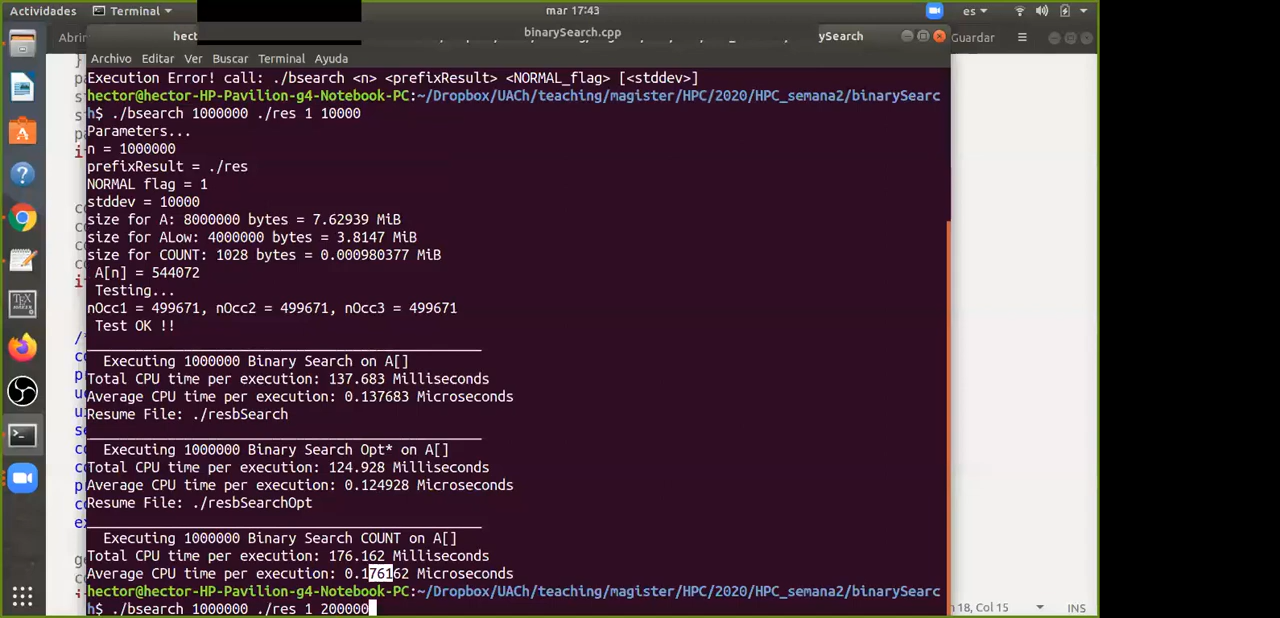 Actividades Terminal mar 17:43 es
Abrir hect binarySearch.cpp ySearch Guardar
Archivo Editar Ver Buscar Terminal Ayuda
Execution Error! call: ./bsearch <n> <prefixResult> <NORMAL_flag> [<stddev>]
hector@hector-HP-Pavilion-g4-Notebook-PC:~/Dropbox/UACh/teaching/magister/HPC/2020/HPC_semana2/binarySearc
h$ ./bsearch 1000000 ./res 1 10000
Parameters...
n = 1000000
prefixResult = ./res
NORMAL flag = 1
stddev = 10000
size for A: 8000000 bytes = 7.62939 MiB
size for ALow: 4000000 bytes = 3.8147 MiB
size for COUNT: 1028 bytes = 0.000980377 MiB
A[n] = 544072
Testing...
nOcc1 = 499671, nOcc2 = 499671, nOcc3 = 499671
Test OK !!
Executing 1000000 Binary Search on A[]
Total CPU time per execution: 137.683 Milliseconds
Average CPU time per execution: 0.137683 Microseconds
Resume File: ./resbSearch
Executing 1000000 Binary Search Opt* on A[]
Total CPU time per execution: 124.928 Milliseconds
Average CPU time per execution: 0.124928 Microseconds
Resume File: ./resbSearchOpt
Executing 1000000 Binary Search COUNT on A[]
Total CPU time per execution: 176.162 Milliseconds
Average CPU time per execution: 0.176162 Microseconds
hector@hector-HP-Pavilion-g4-Notebook-PC:~/Dropbox/UACh/teaching/magister/HPC/2020/HPC_semana2/binarySearc
h$ ./bsearch 1000000 ./res 1 200000
n 18, Col 15 INS